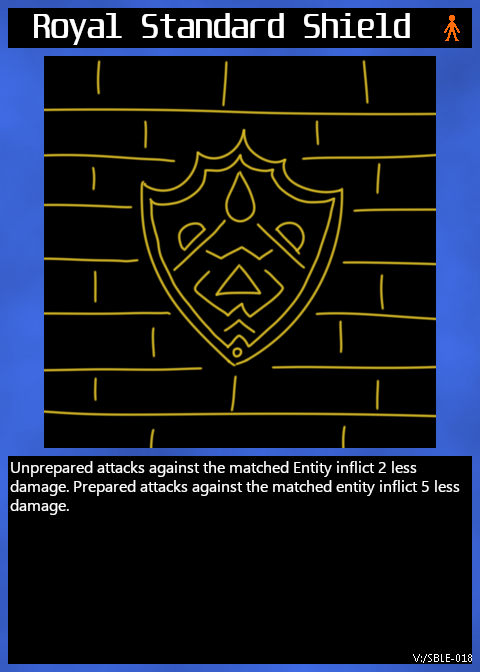 Royal Standard Shield
Unprepared attacks against the matched Entity inflict 2 less
damage. Prepared attacks against the matched entity inflict 5 less
damage.
V:/SBLE-018